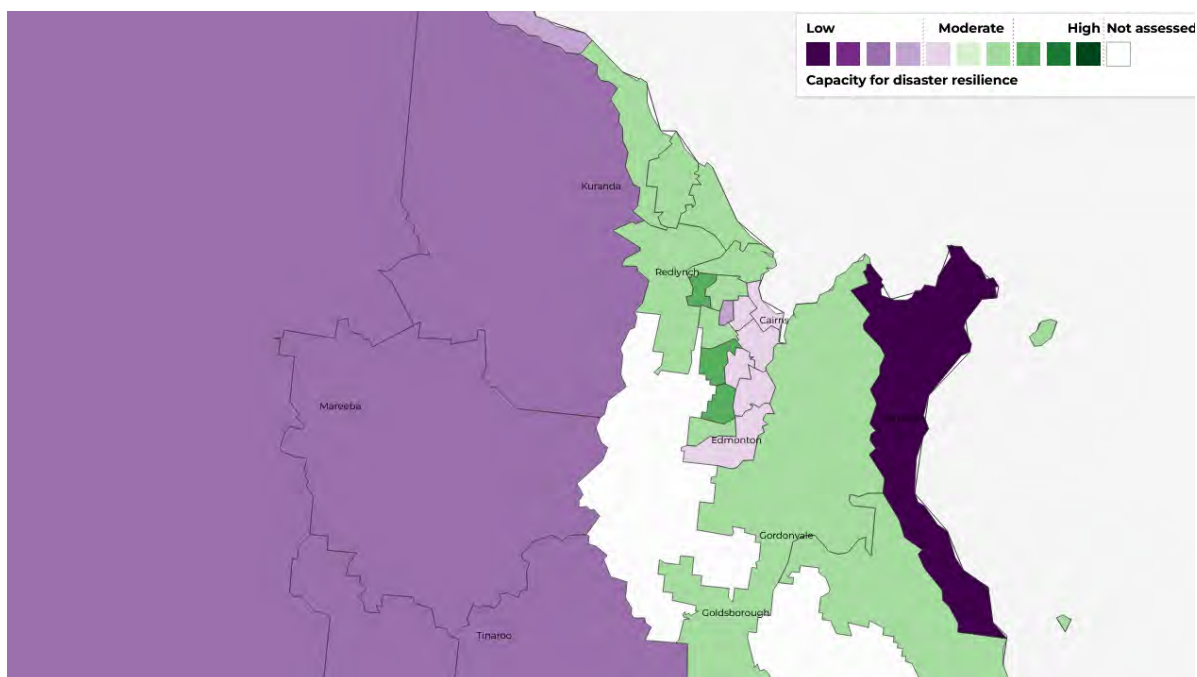 Low Moderate High Not assessed
Capacity for disaster resilience
Kuranda
Redlynch
Cairns
Mareeba
Edmonton
Gordonvale
Goldsborough
Tinaroo